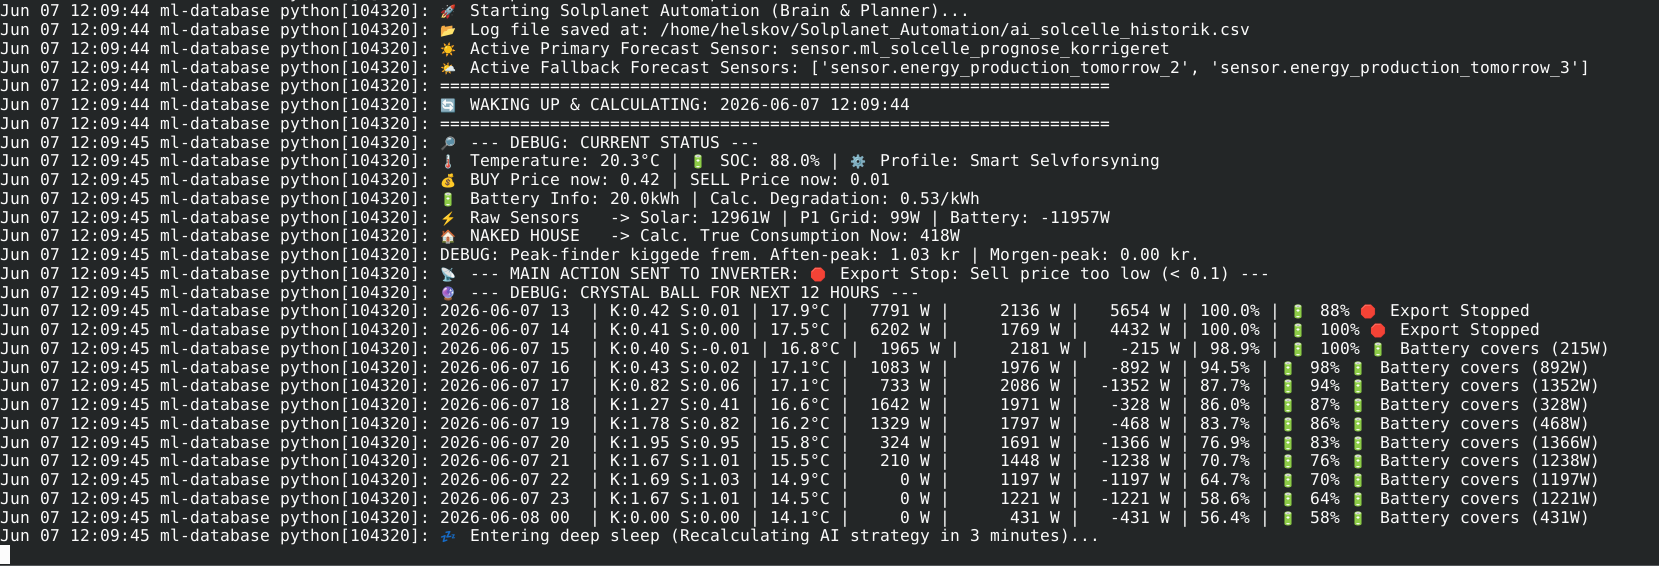 Jun 07 12:09:44 ml-database python[104320]: 🚀 Starting Solplanet Automation (Brain & Planner)...
Jun 07 12:09:44 ml-database python[104320]: 📂 Log file saved at: /home/helskov/Solplanet_Automation/ai_solcelle_historik.csv
Jun 07 12:09:44 ml-database python[104320]: ☀️ Active Primary Forecast Sensor: sensor.ml_solcelle_prognose_korrigeret
Jun 07 12:09:44 ml-database python[104320]: 🌤️ Active Fallback Forecast Sensors: ['sensor.energy_production_tomorrow_2', 'sensor.energy_production_tomorrow_3']
Jun 07 12:09:44 ml-database python[104320]: ===================================================================
Jun 07 12:09:44 ml-database python[104320]: 🔄 WAKING UP & CALCULATING: 2026-06-07 12:09:44
Jun 07 12:09:44 ml-database python[104320]: ===================================================================
Jun 07 12:09:44 ml-database python[104320]: 🔎 --- DEBUG: CURRENT STATUS ---
Jun 07 12:09:45 ml-database python[104320]: 🌡️ Temperature: 20.3°C | 🔋 SOC: 88.0% | ⚙️ Profile: Smart Selvforsyning
Jun 07 12:09:45 ml-database python[104320]: 💰 BUY Price now: 0.42 | SELL Price now: 0.01
Jun 07 12:09:45 ml-database python[104320]: 🔋 Battery Info: 20.0kWh | Calc. Degradation: 0.53/kWh
Jun 07 12:09:45 ml-database python[104320]: ⚡ Raw Sensors   -> Solar: 12961W | P1 Grid: 99W | Battery: -11957W
Jun 07 12:09:45 ml-database python[104320]: 🏠 NAKED HOUSE   -> Calc. True Consumption Now: 418W
Jun 07 12:09:45 ml-database python[104320]: DEBUG: Peak-finder kiggede frem. Aften-peak: 1.03 kr | Morgen-peak: 0.00 kr.
Jun 07 12:09:45 ml-database python[104320]: 📡 --- MAIN ACTION SENT TO INVERTER: 🛑 Export Stop: Sell price too low (< 0.1) ---
Jun 07 12:09:45 ml-database python[104320]: 🔮 --- DEBUG: CRYSTAL BALL FOR NEXT 12 HOURS ---
Jun 07 12:09:45 ml-database python[104320]: 2026-06-07 13  | K:0.42 S:0.01 | 17.9°C |  7791 W |     2136 W |   5654 W | 100.0% | 🔋 88% 🛑 Export Stopped
Jun 07 12:09:45 ml-database python[104320]: 2026-06-07 14  | K:0.41 S:0.00 | 17.5°C |  6202 W |     1769 W |   4432 W | 100.0% | 🔋 100% 🛑 Export Stopped
Jun 07 12:09:45 ml-database python[104320]: 2026-06-07 15  | K:0.40 S:-0.01 | 16.8°C |  1965 W |     2181 W |   -215 W | 98.9% | 🔋 100% 🔋 Battery covers (215W)
Jun 07 12:09:45 ml-database python[104320]: 2026-06-07 16  | K:0.43 S:0.02 | 17.1°C |  1083 W |     1976 W |   -892 W | 94.5% | 🔋 98% 🔋 Battery covers (892W)
Jun 07 12:09:45 ml-database python[104320]: 2026-06-07 17  | K:0.82 S:0.06 | 17.1°C |   733 W |     2086 W |  -1352 W | 87.7% | 🔋 94% 🔋 Battery covers (1352W)
Jun 07 12:09:45 ml-database python[104320]: 2026-06-07 18  | K:1.27 S:0.41 | 16.6°C |  1642 W |     1971 W |   -328 W | 86.0% | 🔋 87% 🔋 Battery covers (328W)
Jun 07 12:09:45 ml-database python[104320]: 2026-06-07 19  | K:1.78 S:0.82 | 16.2°C |  1329 W |     1797 W |   -468 W | 83.7% | 🔋 86% 🔋 Battery covers (468W)
Jun 07 12:09:45 ml-database python[104320]: 2026-06-07 20  | K:1.95 S:0.95 | 15.8°C |   324 W |     1691 W |  -1366 W | 76.9% | 🔋 83% 🔋 Battery covers (1366W)
Jun 07 12:09:45 ml-database python[104320]: 2026-06-07 21  | K:1.67 S:1.01 | 15.5°C |   210 W |     1448 W |  -1238 W | 70.7% | 🔋 76% 🔋 Battery covers (1238W)
Jun 07 12:09:45 ml-database python[104320]: 2026-06-07 22  | K:1.69 S:1.03 | 14.9°C |     0 W |     1197 W |  -1197 W | 64.7% | 🔋 70% 🔋 Battery covers (1197W)
Jun 07 12:09:45 ml-database python[104320]: 2026-06-07 23  | K:1.67 S:1.01 | 14.5°C |     0 W |     1221 W |  -1221 W | 58.6% | 🔋 64% 🔋 Battery covers (1221W)
Jun 07 12:09:45 ml-database python[104320]: 2026-06-08 00  | K:0.00 S:0.00 | 14.1°C |     0 W |      431 W |   -431 W | 56.4% | 🔋 58% 🔋 Battery covers (431W)
Jun 07 12:09:45 ml-database python[104320]: 💤 Entering deep sleep (Recalculating AI strategy in 3 minutes)...